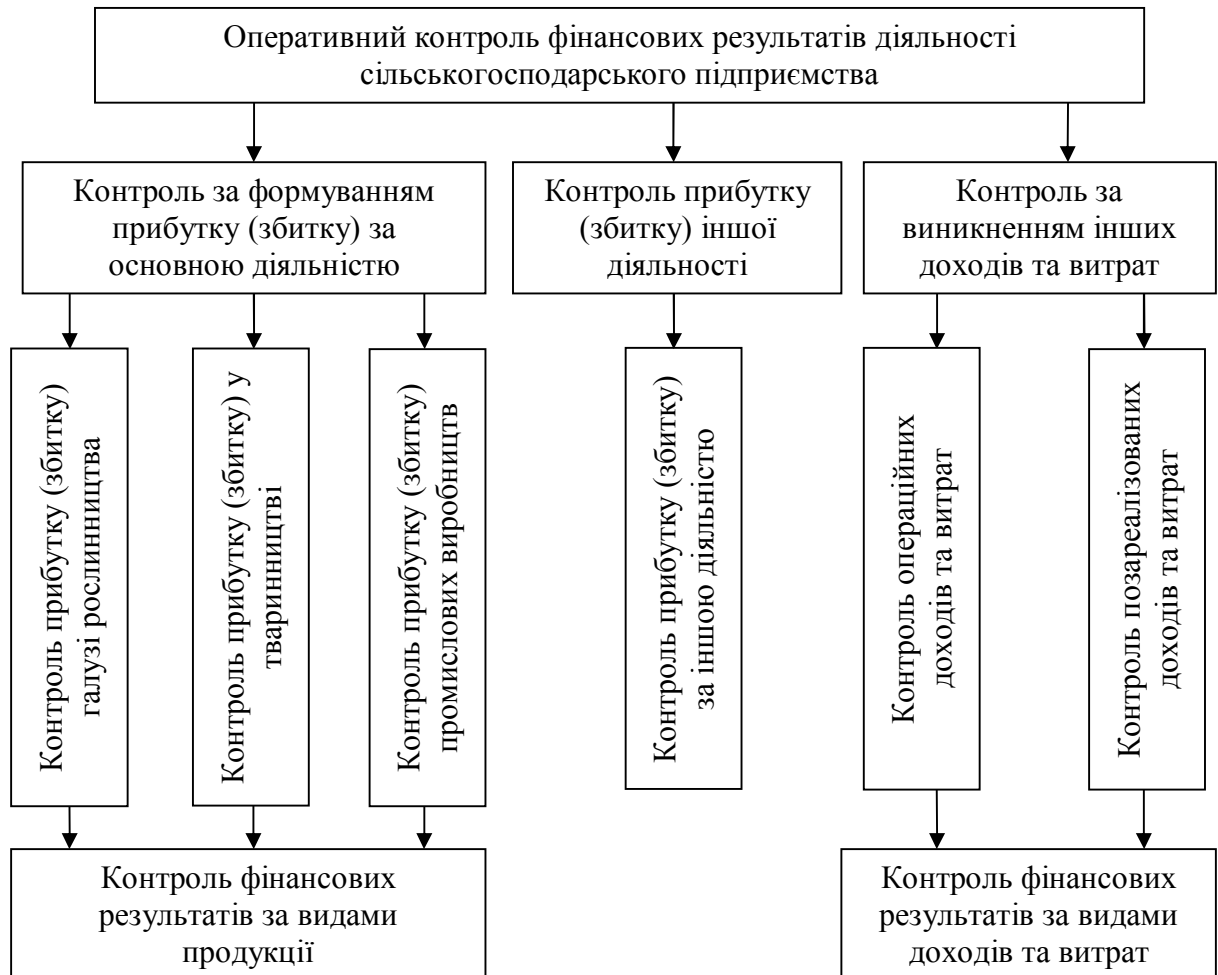 Оперативний контроль фінансових результатів діяльності
сільськогосподарського підприємства
Контроль за формуванням
прибутку (збитку) за
основною діяльністю
Контроль прибутку
(збитку) іншої
діяльності
Контроль за
виникненням інших
доходів та витрат
Контроль прибутку (збитку)
галузі рослинництва
Контроль прибутку (збитку) у
тваринництві
Контроль прибутку (збитку)
промислових виробництв
Контроль прибутку (збитку)
за іншою діяльністю
Контроль операційних
доходів та витрат
Контроль позареалізованих
доходів та витрат
Контроль фінансових
результатів за видами
продукції
Контроль фінансових
результатів за видами
доходів та витрат